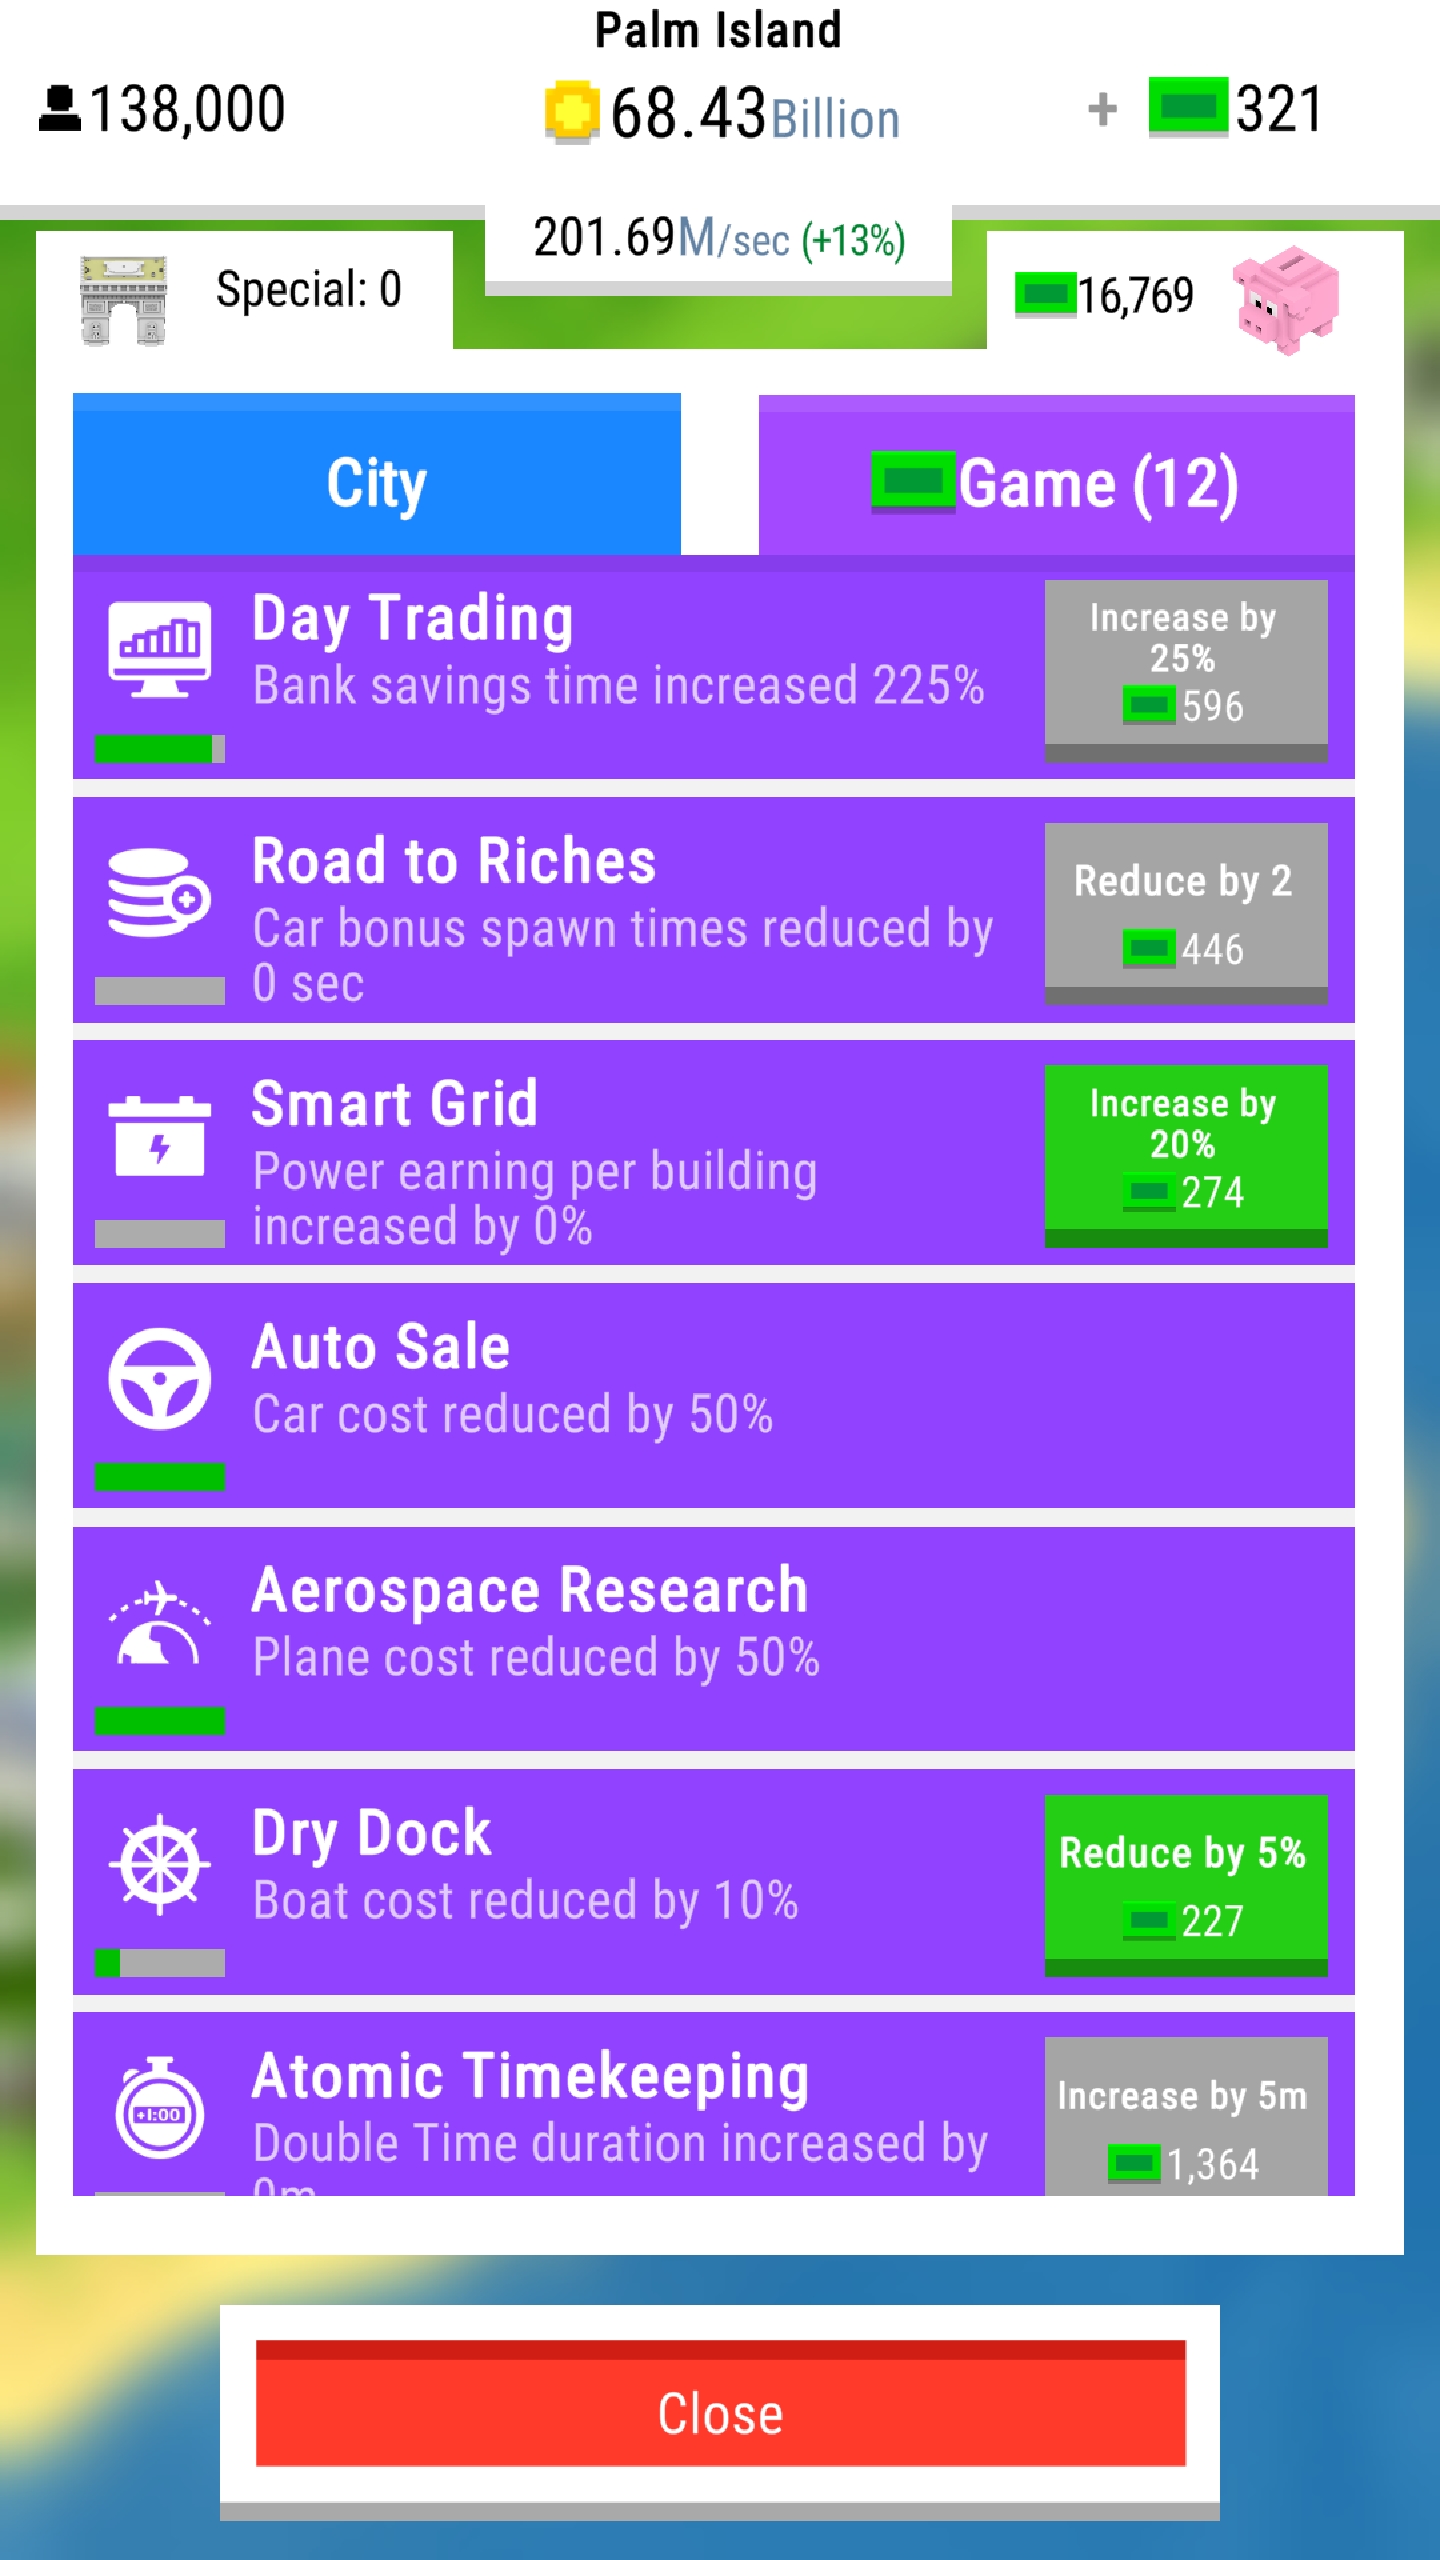 Palm Island
138,000
68.43Billion
+ 321
201.69M/sec (+13%)
Special: 0
16,769
City
Game (12)
Day Trading
Bank savings time increased 225%
Increase by
25%
596
Road to Riches
Car bonus spawn times reduced by
0 sec
Reduce by 2
446
Smart Grid
Power earning per building
increased by 0%
Increase by
20%
274
Auto Sale
Car cost reduced by 50%
Aerospace Research
Plane cost reduced by 50%
Dry Dock
Boat cost reduced by 10%
Reduce by 5%
227
+1:00
Atomic Timekeeping
Double Time duration increased by
0m
Increase by 5m
1,364
Close